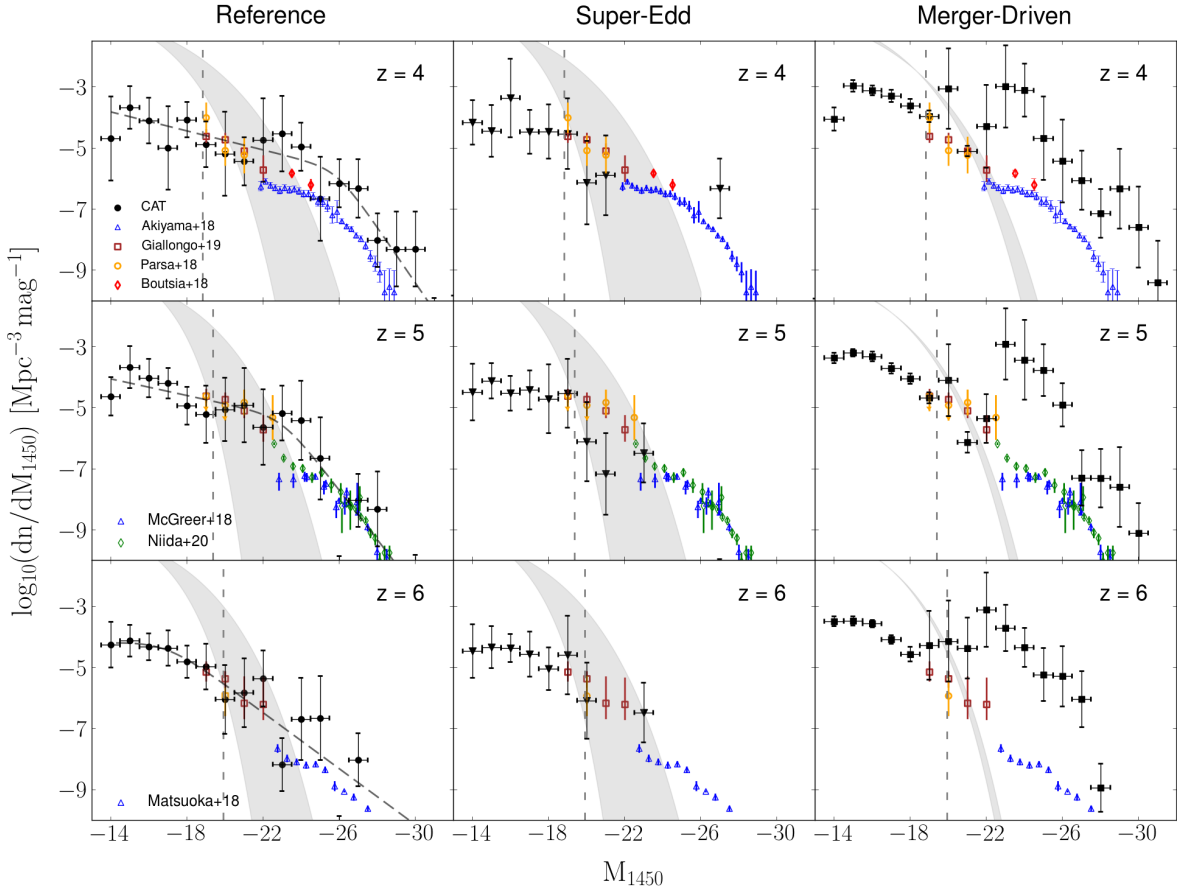 Reference Super-Edd Merger-Driven
z = 4 z = 4 z = 4
−3
−5
−7
−9
CAT
Akiyama+18
Giallongo+19
Parsa+18
Boutsia+18
z = 5 z = 5 z = 5
−3
−5
−7
−9
McGreer+18
Niida+20
log₁₀(dn/dM₁₄₅₀) [Mpc⁻³ mag⁻¹]
z = 6 z = 6 z = 6
−3
−5
−7
−9
Matsuoka+18
−14 −18 −22 −26 −30 −14 −18 −22 −26 −30 −14 −18 −22 −26 −30
M₁₄₅₀